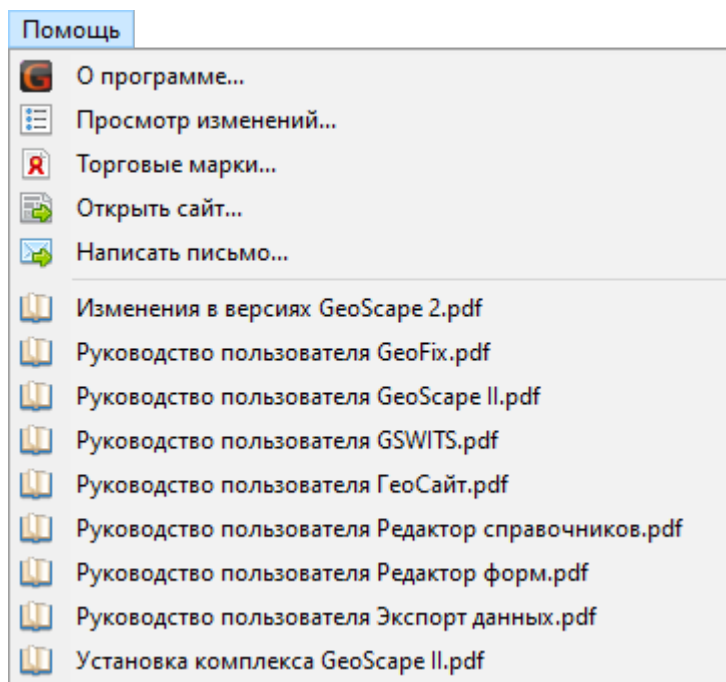 Помощь
О программе...
Просмотр изменений...
Торговые марки...
Открыть сайт...
Написать письмо...
Изменения в версиях GeoScape 2.pdf
Руководство пользователя GeoFix.pdf
Руководство пользователя GeoScape II.pdf
Руководство пользователя GSWITS.pdf
Руководство пользователя ГеоСайт.pdf
Руководство пользователя Редактор справочников.pdf
Руководство пользователя Редактор форм.pdf
Руководство пользователя Экспорт данных.pdf
Установка комплекса GeoScape II.pdf